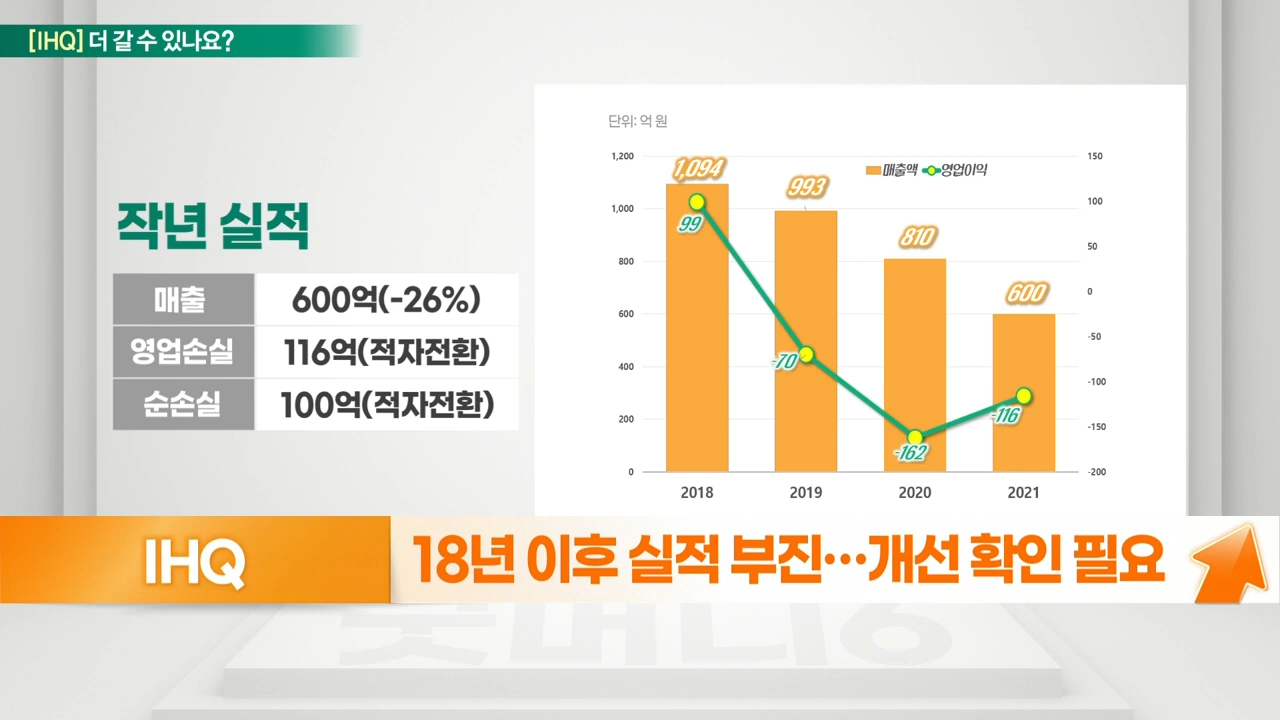 [IHQ] 더 갈 수 있나요?
작년 실적
매출 600억(-26%)
영업손실 116억(적자전환)
순손실 100억(적자전환)
단위: 억 원
매출액 영업이익
1,200
1,000
800
600
400
200
0
150
100
50
0
-50
-100
-150
-200
1,094
993
810
600
99
-70
-162
-116
2018 2019 2020 2021
IHQ
18년 이후 실적 부진…개선 확인 필요
굿머니6